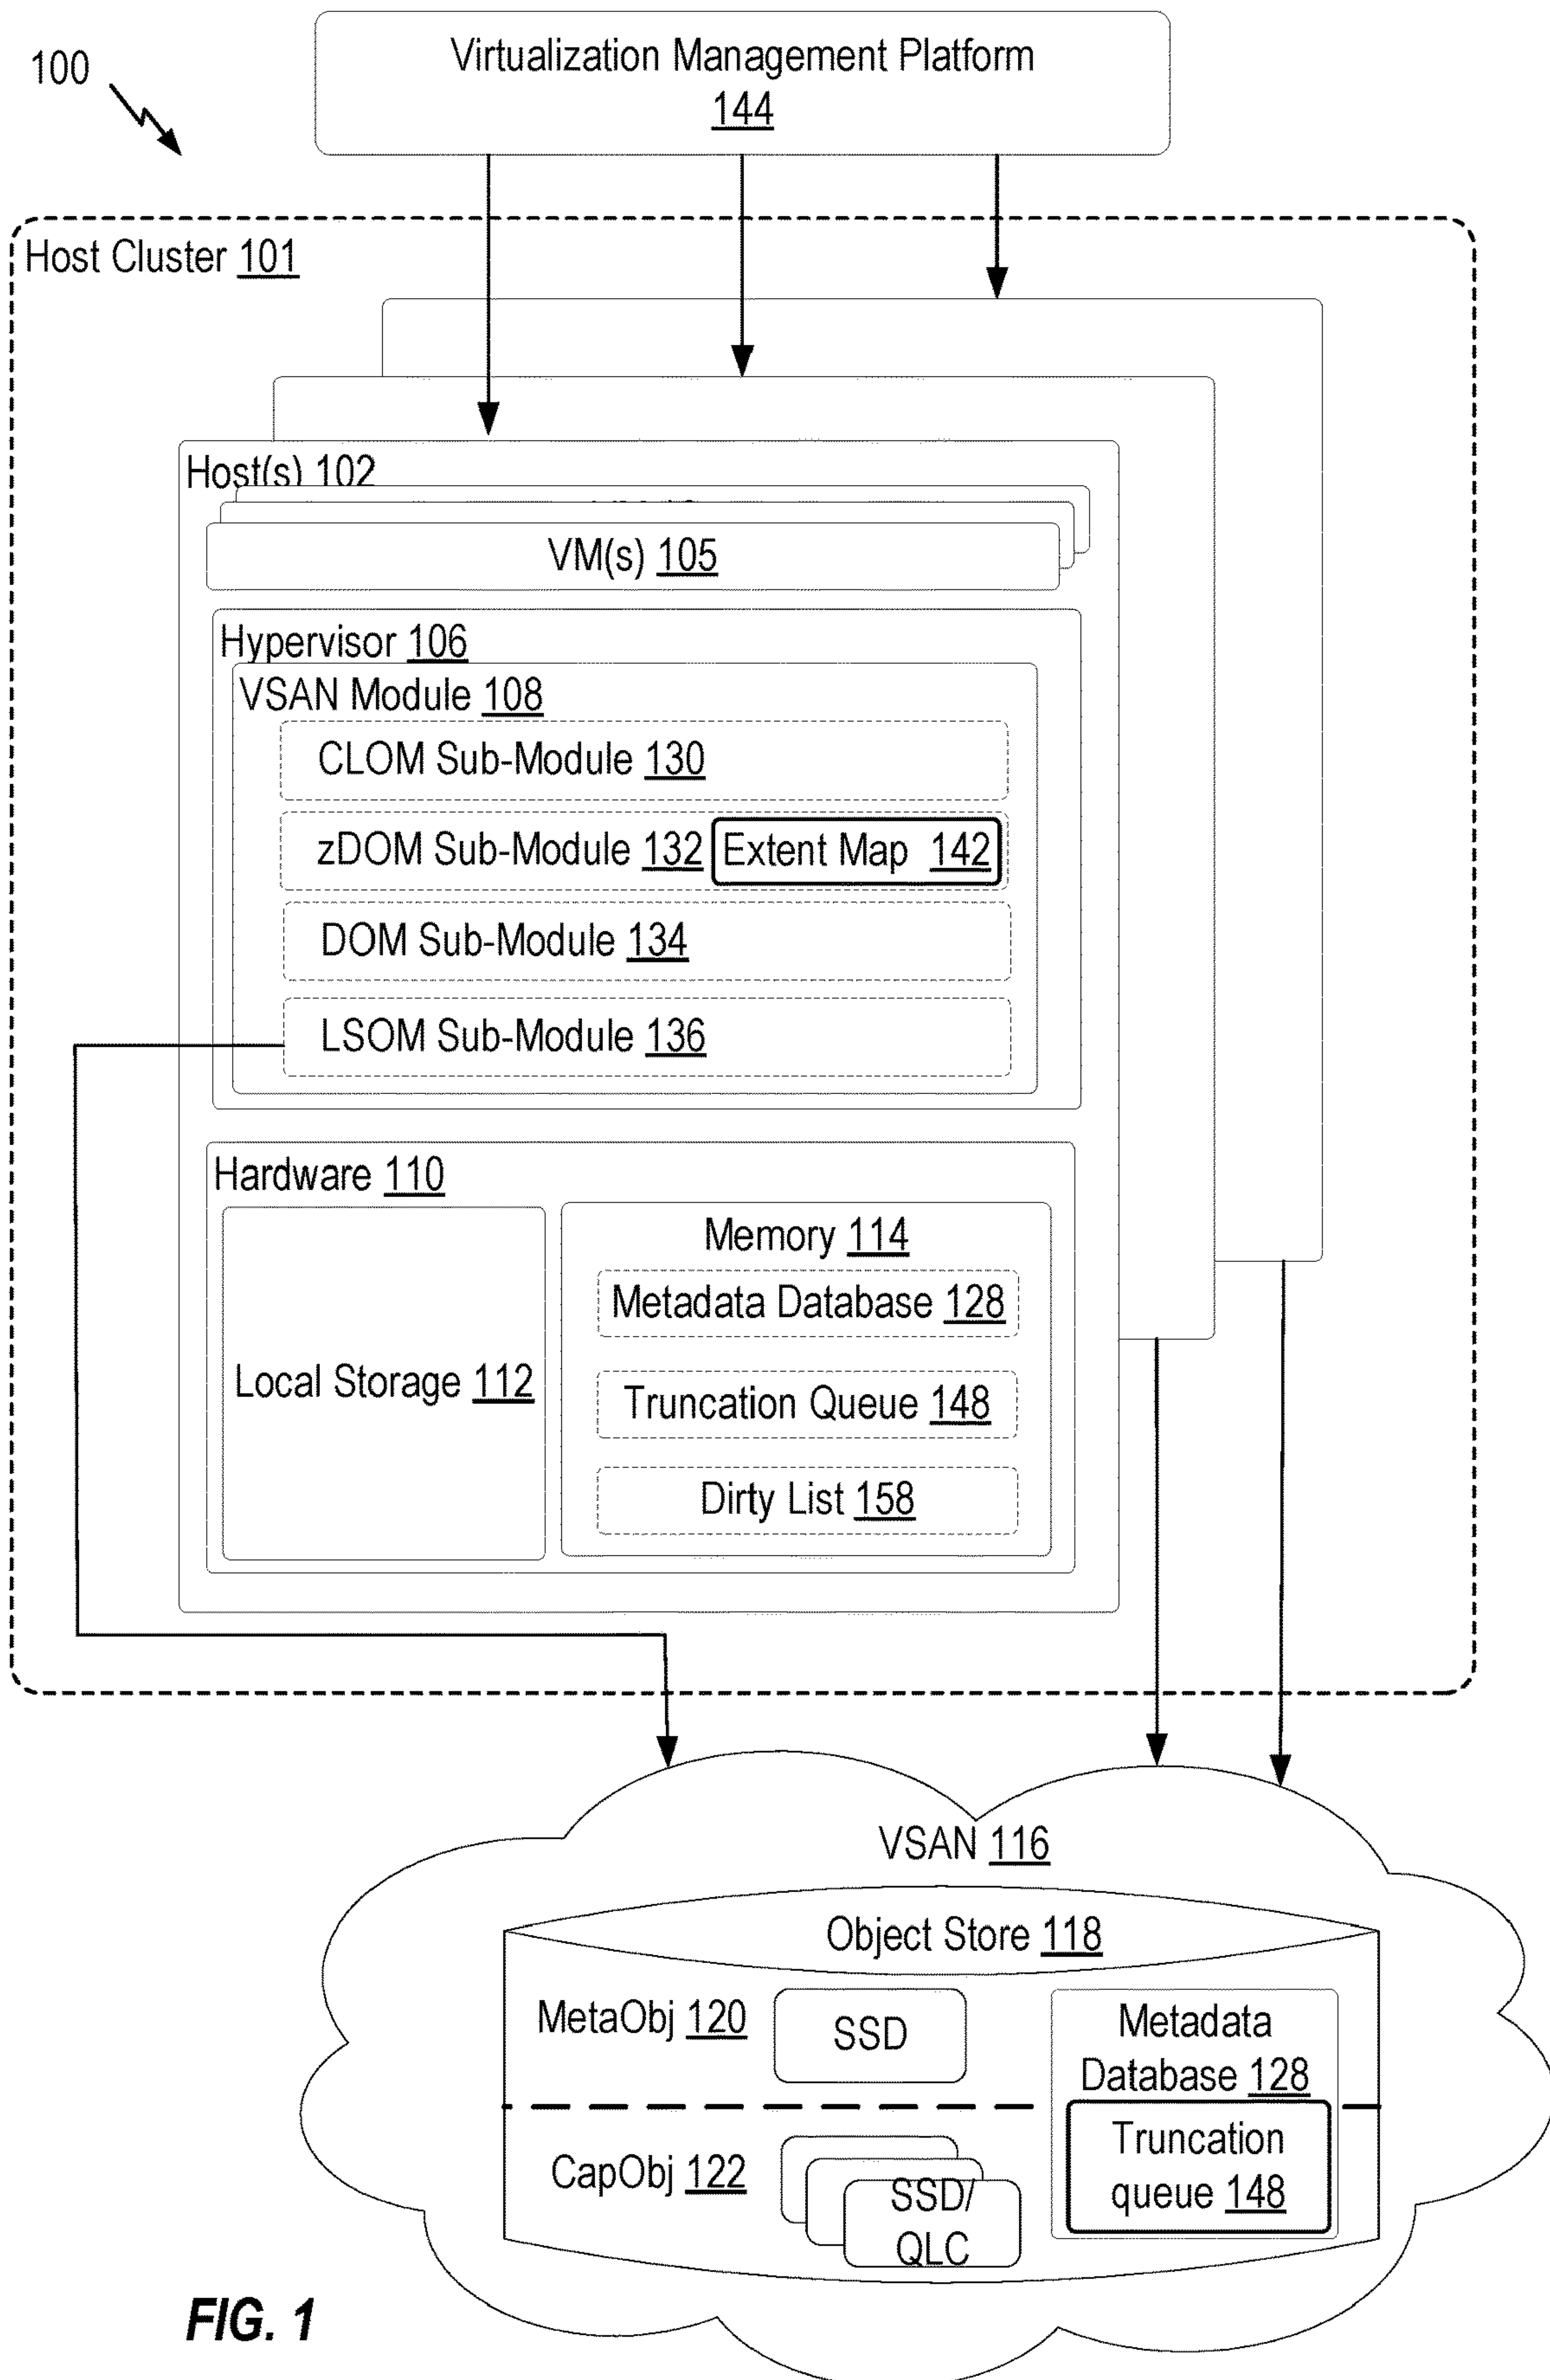 100
Virtualization Management Platform
144
Host Cluster 101
Host(s) 102
VM(s) 105
Hypervisor 106
VSAN Module 108
CLOM Sub-Module 130
zDOM Sub-Module 132
Extent Map 142
DOM Sub-Module 134
LSOM Sub-Module 136
Hardware 110
Local Storage 112
Memory 114
Metadata Database 128
Truncation Queue 148
Dirty List 158
VSAN 116
Object Store 118
MetaObj 120
SSD
Metadata
Database 128
CapObj 122
SSD/
QLC
Truncation
queue 148
FIG. 1